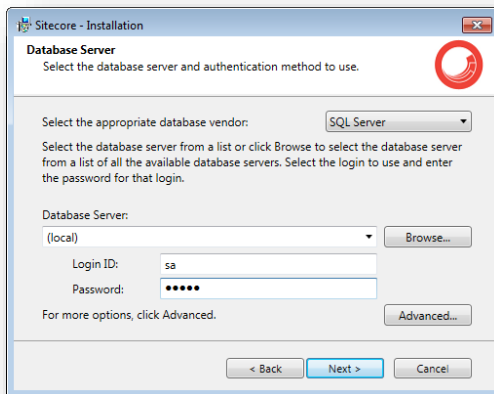 Sitecore - Installation
Database Server
Select the database server and authentication method to use.
Select the appropriate database vendor:
SQL Server
Select the database server from a list or click Browse to select the database server
from a list of all the available database servers. Select the login to use and enter
the password for that login.
Database Server:
(local)
Browse...
Login ID:
sa
Password:
●●●●●
For more options, click Advanced.
Advanced...
< Back
Next >
Cancel